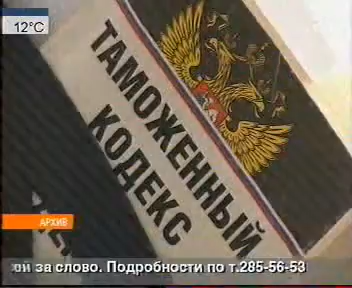 12°C
ТАМОЖЕННЫЙ
КОДЕКС
АРХИВ
за слово. Подробности по т.285-56-53